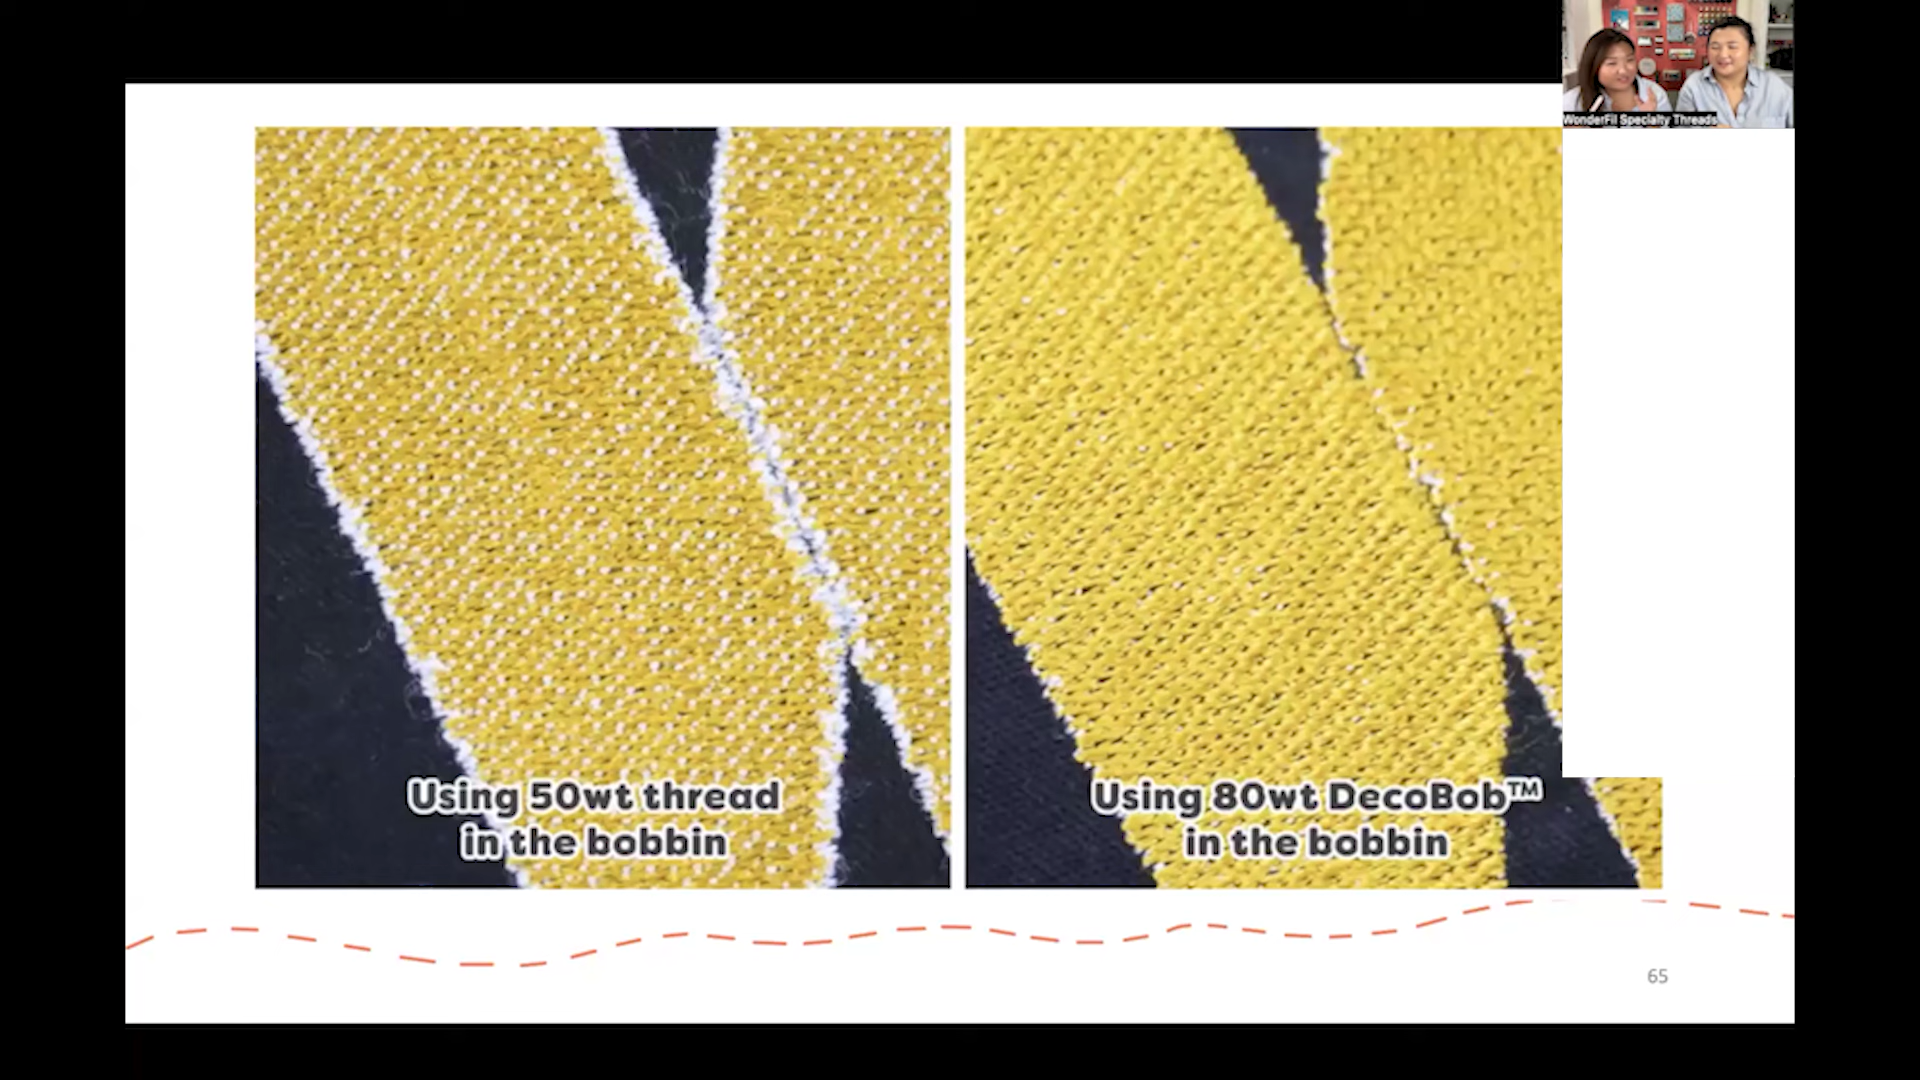 WonderFil Specialty Threads
Using 50wt thread
in the bobbin
Using 80wt DecoBob™
in the bobbin
65